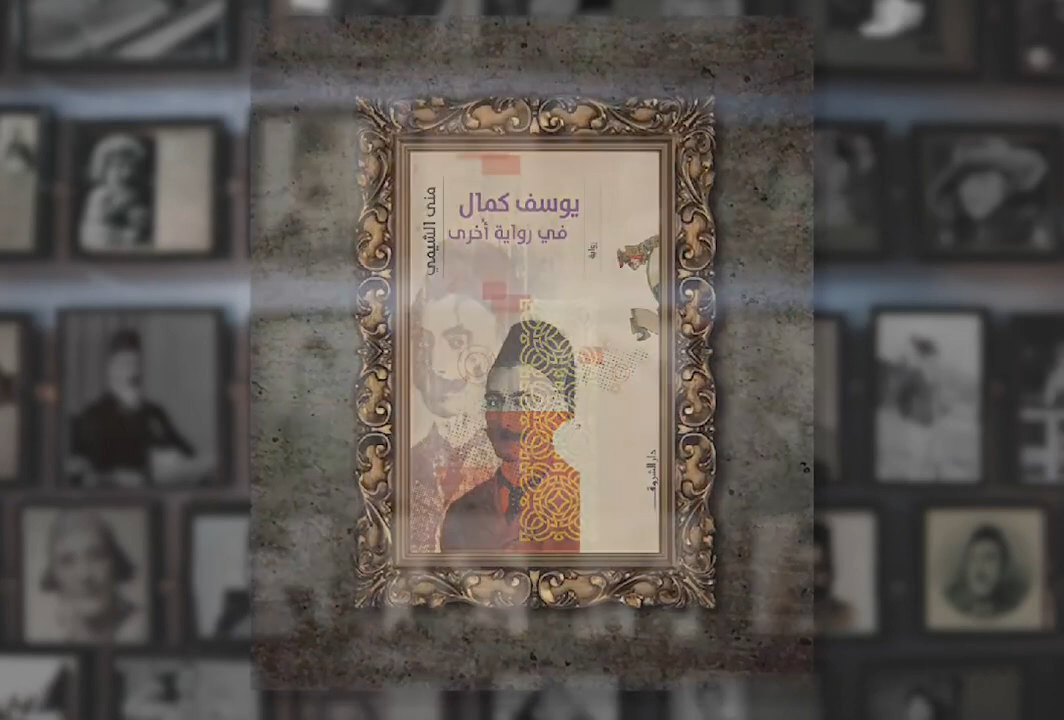 يوسف كمال
في رواية أخرى
منى الشيمي
رواية
دار الشروق